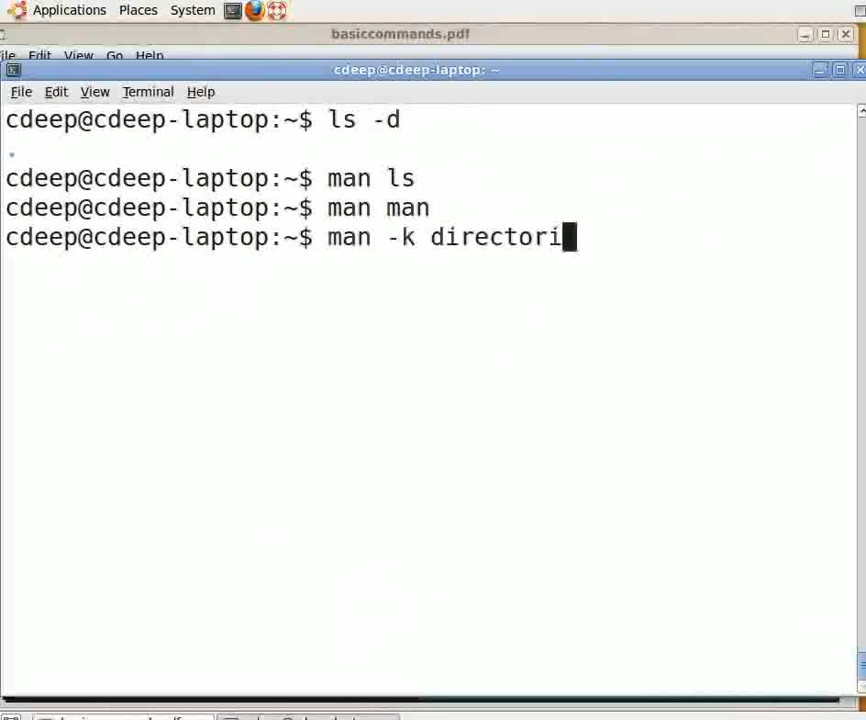 Applications Places System
basiccommands.pdf
File Edit View Go Help
cdeep@cdeep-laptop: ~
File Edit View Terminal Help
cdeep@cdeep-laptop:~$ ls -d
.
cdeep@cdeep-laptop:~$ man ls
cdeep@cdeep-laptop:~$ man man
cdeep@cdeep-laptop:~$ man -k directori